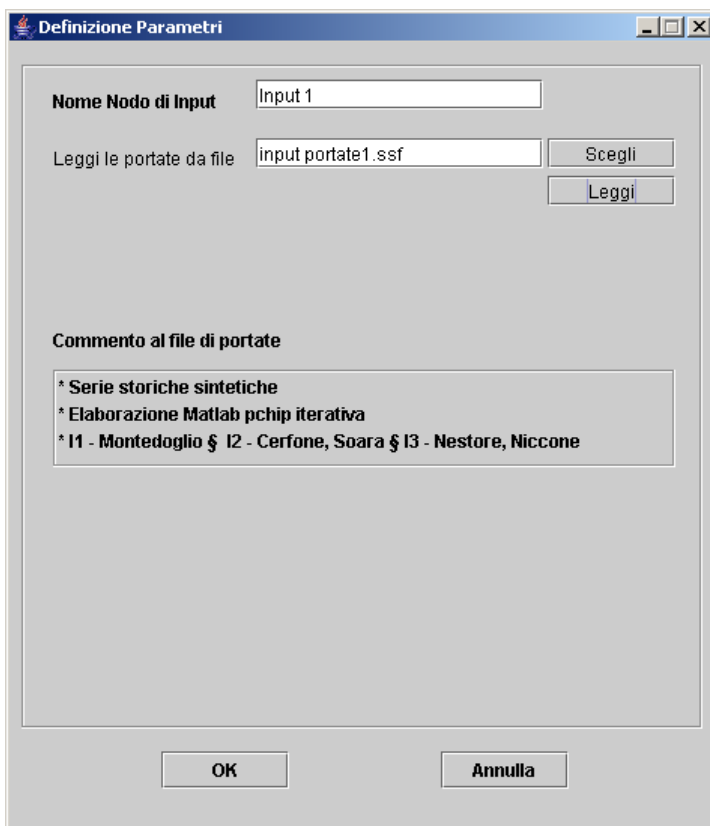 Definizione Parametri
Nome Nodo di Input Input 1
Leggi le portate da file input portate1.ssf Scegli
Leggi
Commento al file di portate
* Serie storiche sintetiche
* Elaborazione Matlab pchip iterativa
* I1 - Montedoglio § I2 - Cerfone, Soara § I3 - Nestore, Niccone
OK Annulla